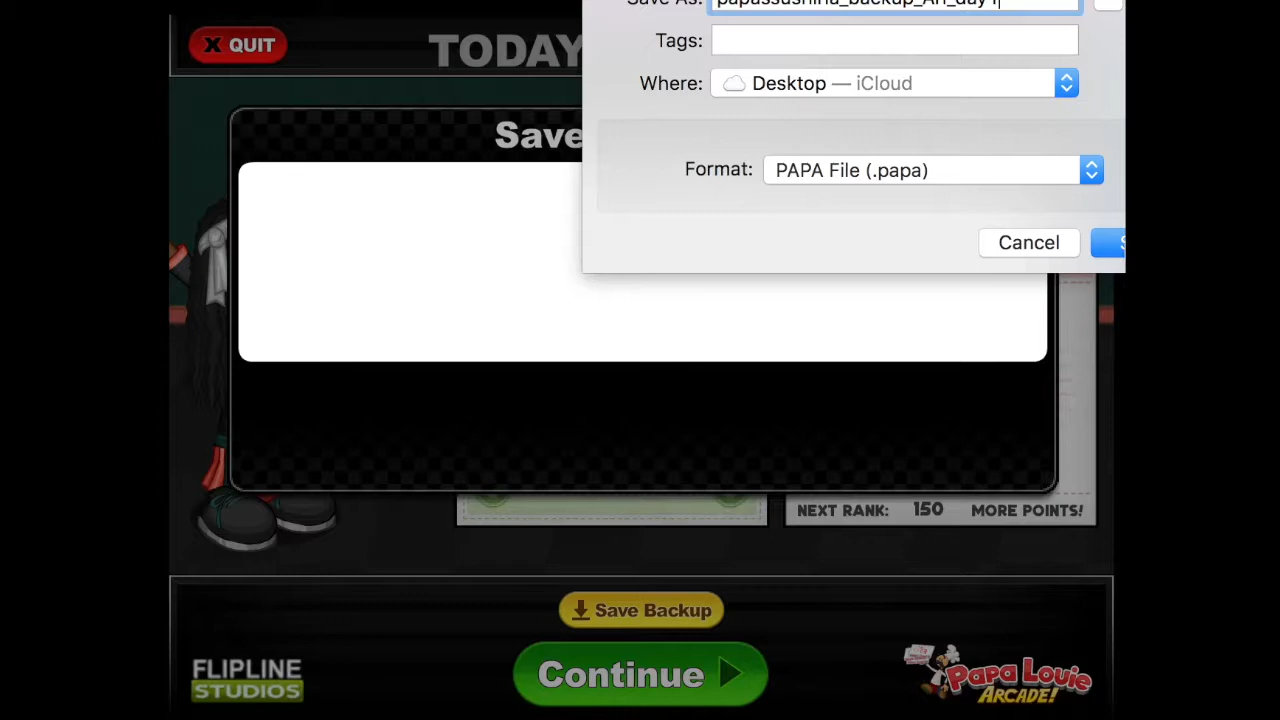 Save As:
QUIT
TODAY
Tags:
Where: Desktop — iCloud
Save
Format: PAPA File (.papa)
Cancel
NEXT RANK: 150 MORE POINTS!
Save Backup
Continue
FLIPLINE
STUDIOS
Papa Louie
ARCADE!